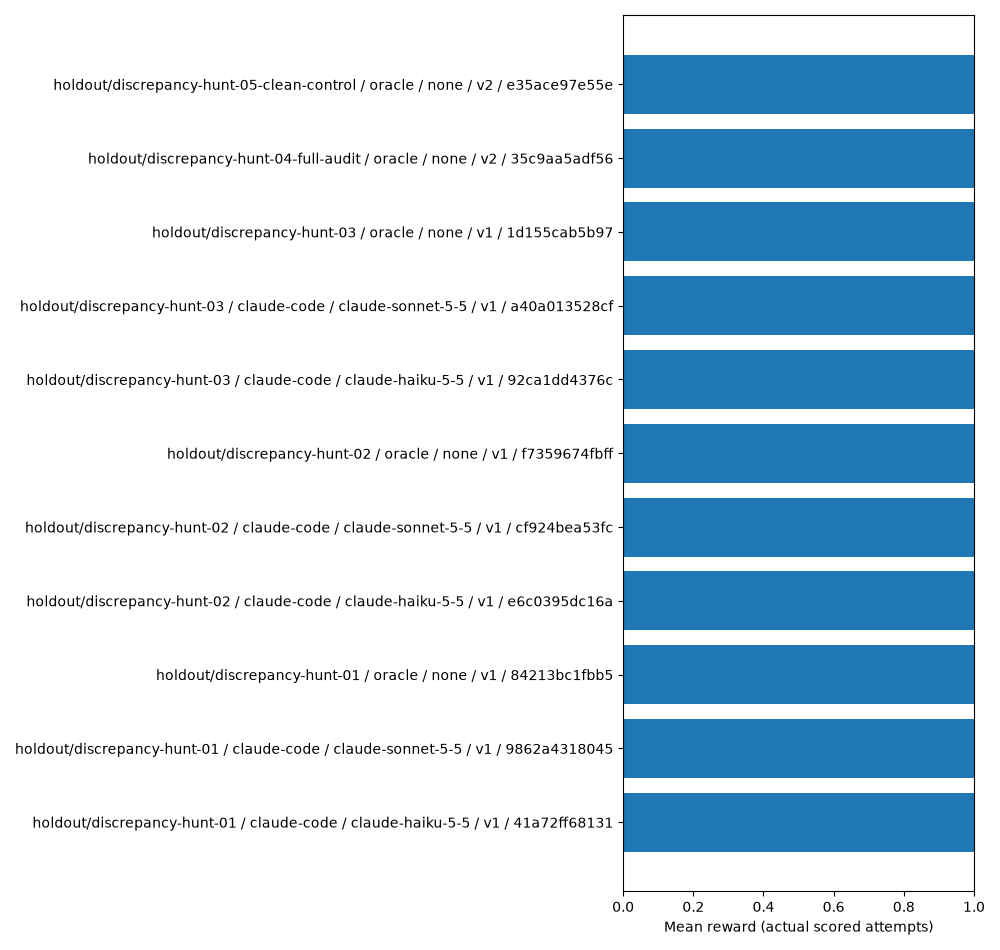 holdout/discrepancy-hunt-05-clean-control / oracle / none / v2 / e35ace97e55e
holdout/discrepancy-hunt-04-full-audit / oracle / none / v2 / 35c9aa5adf56
holdout/discrepancy-hunt-03 / oracle / none / v1 / 1d155cab5b97
holdout/discrepancy-hunt-03 / claude-code / claude-sonnet-5-5 / v1 / a40a013528cf
holdout/discrepancy-hunt-03 / claude-code / claude-haiku-5-5 / v1 / 92ca1dd4376c
holdout/discrepancy-hunt-02 / oracle / none / v1 / f7359674fbff
holdout/discrepancy-hunt-02 / claude-code / claude-sonnet-5-5 / v1 / cf924bea53fc
holdout/discrepancy-hunt-02 / claude-code / claude-haiku-5-5 / v1 / e6c0395dc16a
holdout/discrepancy-hunt-01 / oracle / none / v1 / 84213bc1fbb5
holdout/discrepancy-hunt-01 / claude-code / claude-sonnet-5-5 / v1 / 9862a4318045
holdout/discrepancy-hunt-01 / claude-code / claude-haiku-5-5 / v1 / 41a72ff68131
0.0 0.2 0.4 0.6 0.8 1.0
Mean reward (actual scored attempts)